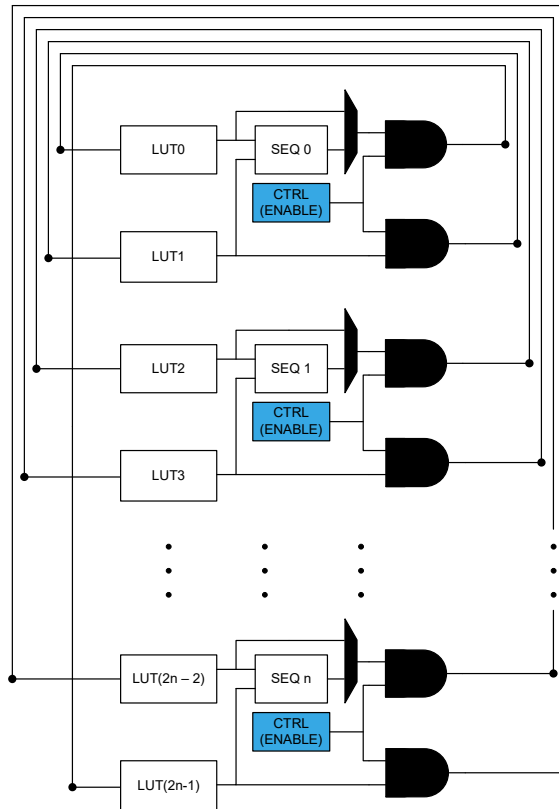 LUT0
SEQ 0
CTRL
(ENABLE)
LUT1
LUT2
SEQ 1
CTRL
(ENABLE)
LUT3
LUT(2n – 2)
SEQ n
CTRL
(ENABLE)
LUT(2n-1)